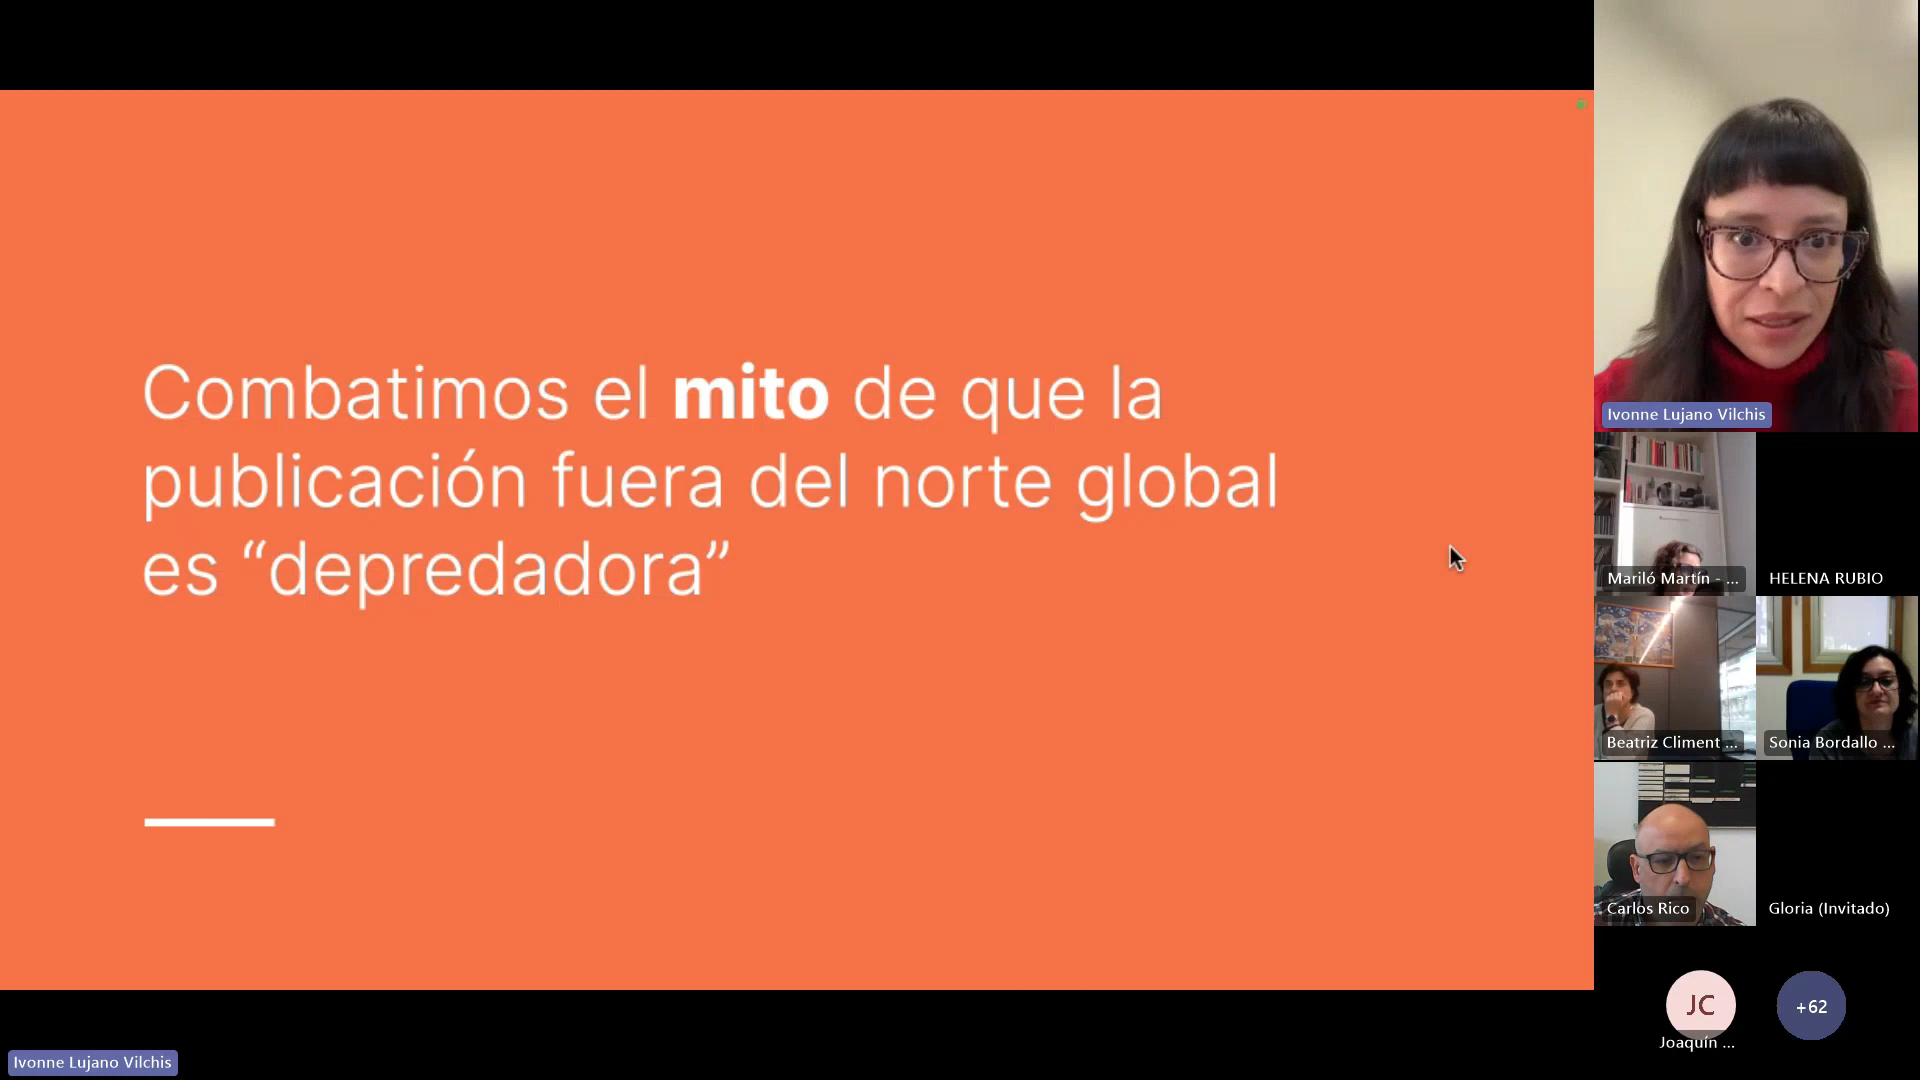 Combatimos el mito de que la
publicación fuera del norte global
es “depredadora”
Ivonne Lujano Vilchis
Mariló Martín - ...
HELENA RUBIO
Beatriz Climent ...
Sonia Bordallo ...
Carlos Rico
Gloria (Invitado)
JC
Joaquín ...
+62
Ivonne Lujano Vilchis